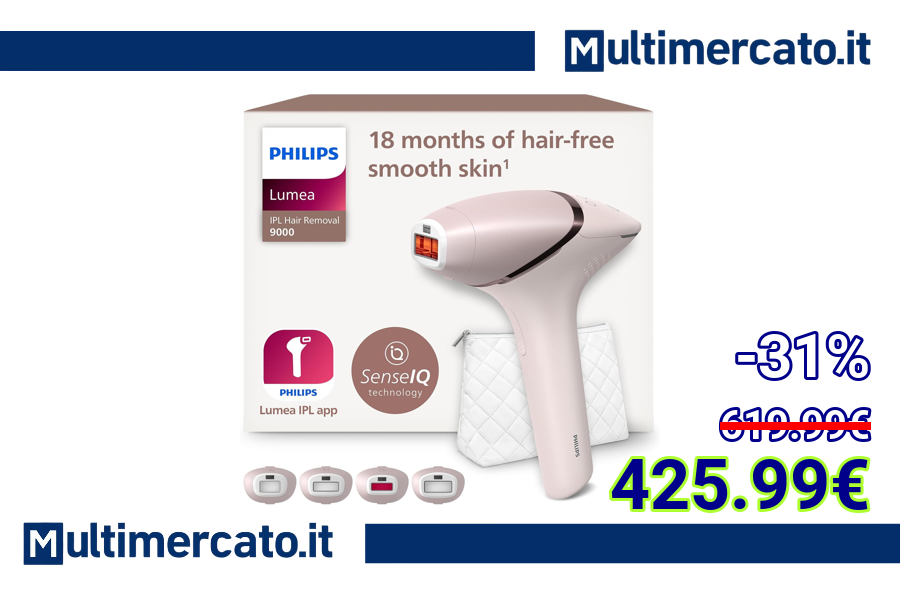 Multimercato.it
PHILIPS
Lumea
IPL Hair Removal
9000
18 months of hair-free
smooth skin¹
PHILIPS
Lumea IPL app
iQ
SenseIQ
technology
PHILIPS
-31%
619.99€
425.99€
Multimercato.it